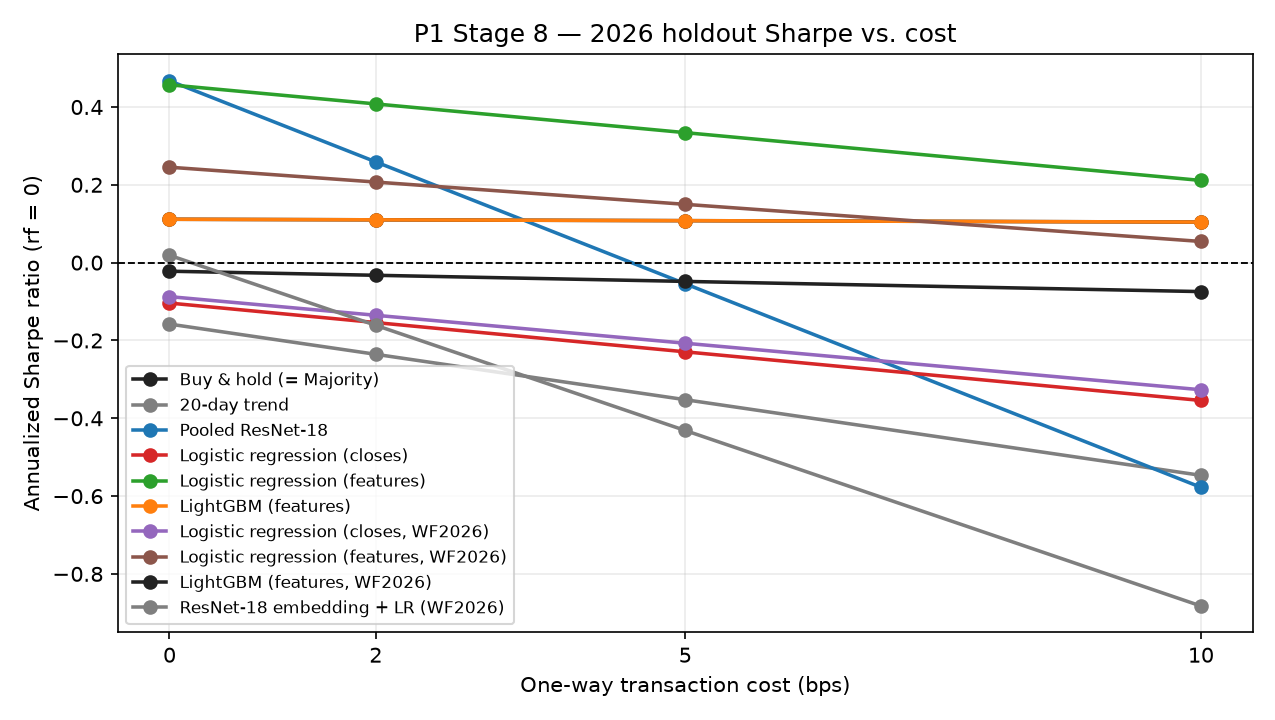 P1 Stage 8 — 2026 holdout Sharpe vs. cost
Annualized Sharpe ratio (rf = 0)
0.4
0.2
0.0
−0.2
−0.4
−0.6
−0.8
Buy & hold (= Majority)
20-day trend
Pooled ResNet-18
Logistic regression (closes)
Logistic regression (features)
LightGBM (features)
Logistic regression (closes, WF2026)
Logistic regression (features, WF2026)
LightGBM (features, WF2026)
ResNet-18 embedding + LR (WF2026)
0 2 5 10
One-way transaction cost (bps)